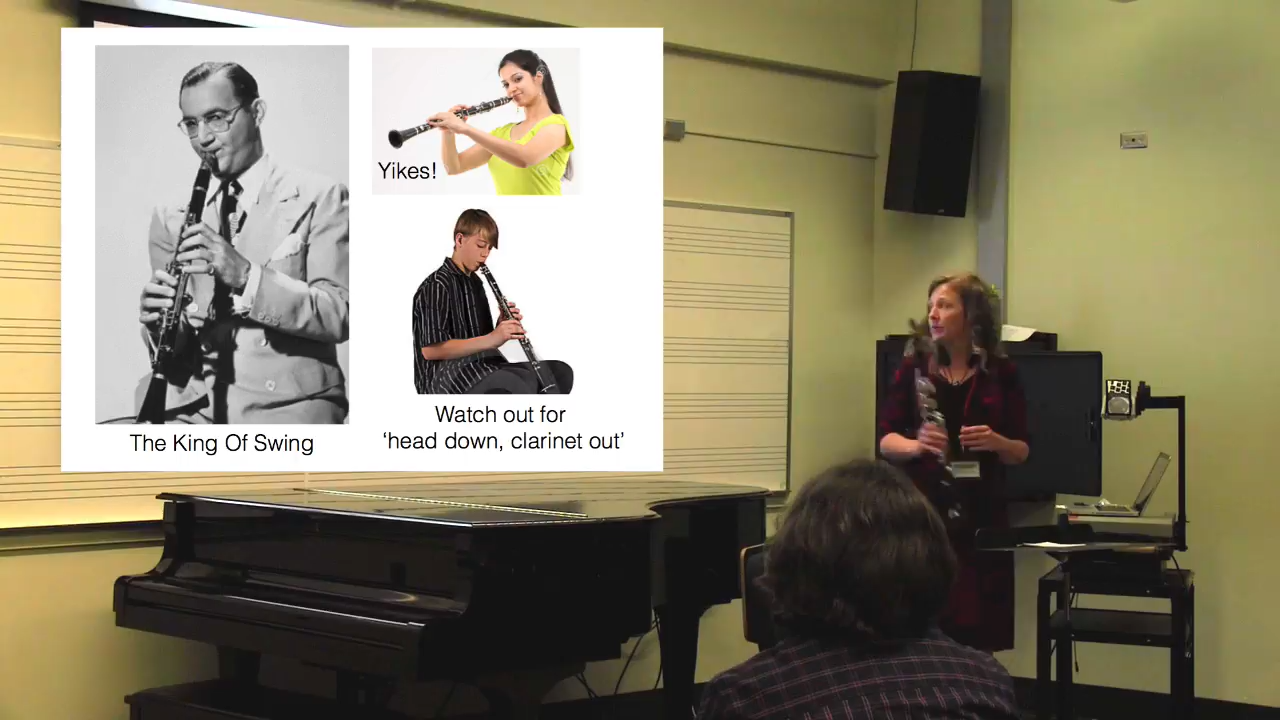 Yikes!
The King Of Swing
Watch out for
‘head down, clarinet out’